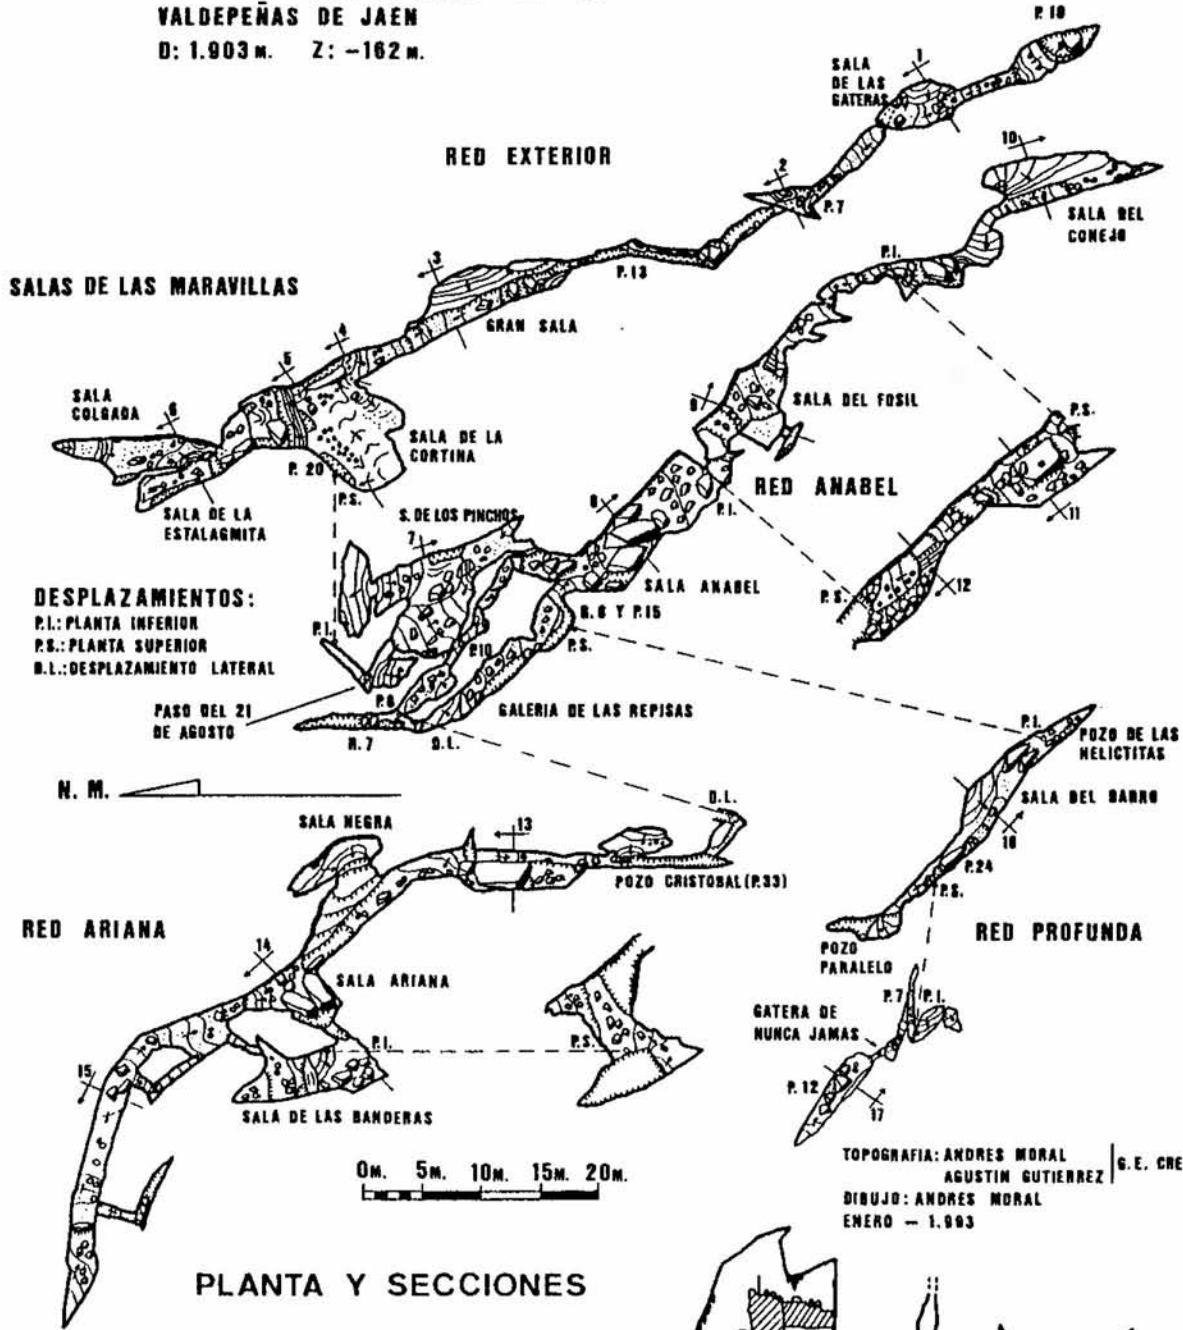 VALDEPEÑAS DE JAEN
D: 1.903 M. Z: -162 M.
P. 18
SALA
DE LAS
GATERAS
1
RED EXTERIOR
2
P. 7
10
SALA DEL
CONEJO
P.I.
P. 13
3
SALAS DE LAS MARAVILLAS
GRAN SALA
4
5
SALA
COLGADA
6
SALA DE LA
CORTINA
P. 20
P.S.
SALA DE LA
ESTALAGMITA
9
SALA DEL FOSIL
P.S.
RED ANABEL
P.I.
11
S. DE LOS PINCHOS
7
8
SALA ANABEL
12
P.S.
DESPLAZAMIENTOS:
P.I.: PLANTA INFERIOR
P.S.: PLANTA SUPERIOR
D.L.: DESPLAZAMIENTO LATERAL
P.I.
R. 6 Y P.15
P.S.
P.10
P. 6
PASO DEL 21
DE AGOSTO
GALERIA DE LAS REPISAS
R. 7
D.L.
P.I.
POZO DE LAS
HELICTITAS
SALA DEL BARRO
16
P. 24
P.S.
N. M.
SALA NEGRA
13
D.L.
POZO CRISTOBAL (P.33)
RED ARIANA
14
SALA ARIANA
POZO
PARALELO
RED PROFUNDA
P. 7
P.I.
GATERA DE
NUNCA JAMAS
P.I.
P.S.
15
SALA DE LAS BANDERAS
P. 12
17
0M. 5M. 10M. 15M. 20M.
TOPOGRAFIA: ANDRES MORAL
AGUSTIN GUTIERREZ
G.E. CRE
DIBUJO: ANDRES MORAL
ENERO - 1.993
PLANTA Y SECCIONES